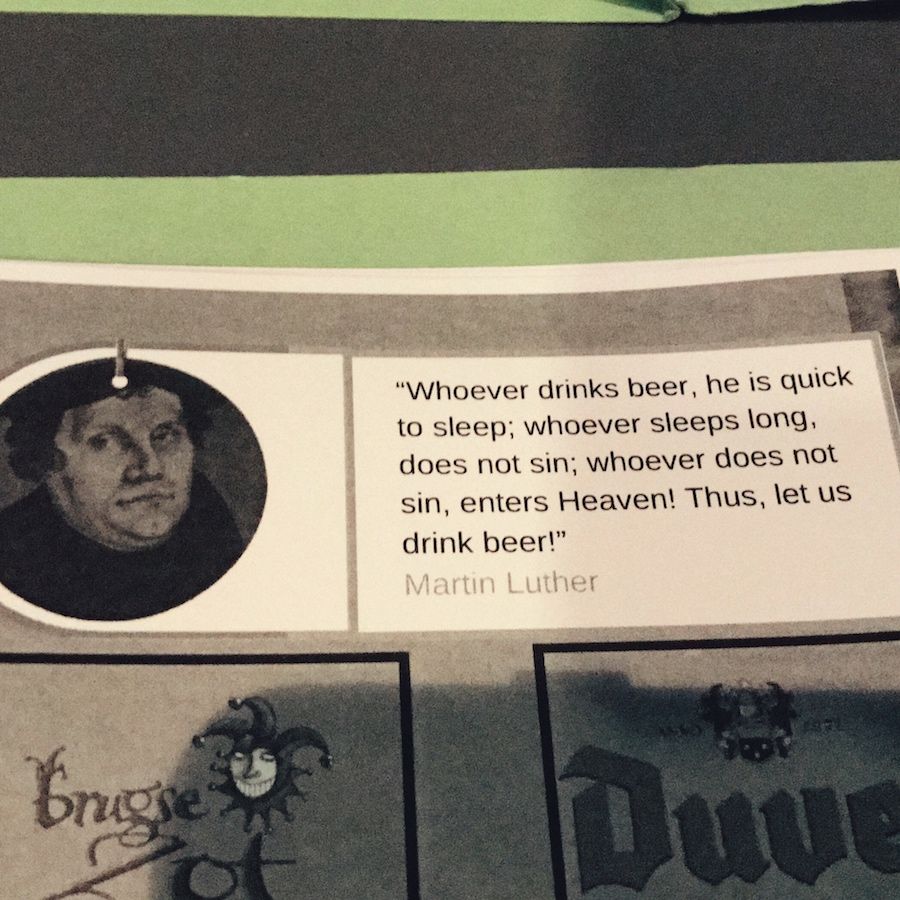 “Whoever drinks beer, he is quick
to sleep; whoever sleeps long,
does not sin; whoever does not
sin, enters Heaven! Thus, let us
drink beer!”
Martin Luther
Brugse
Zot
Duve